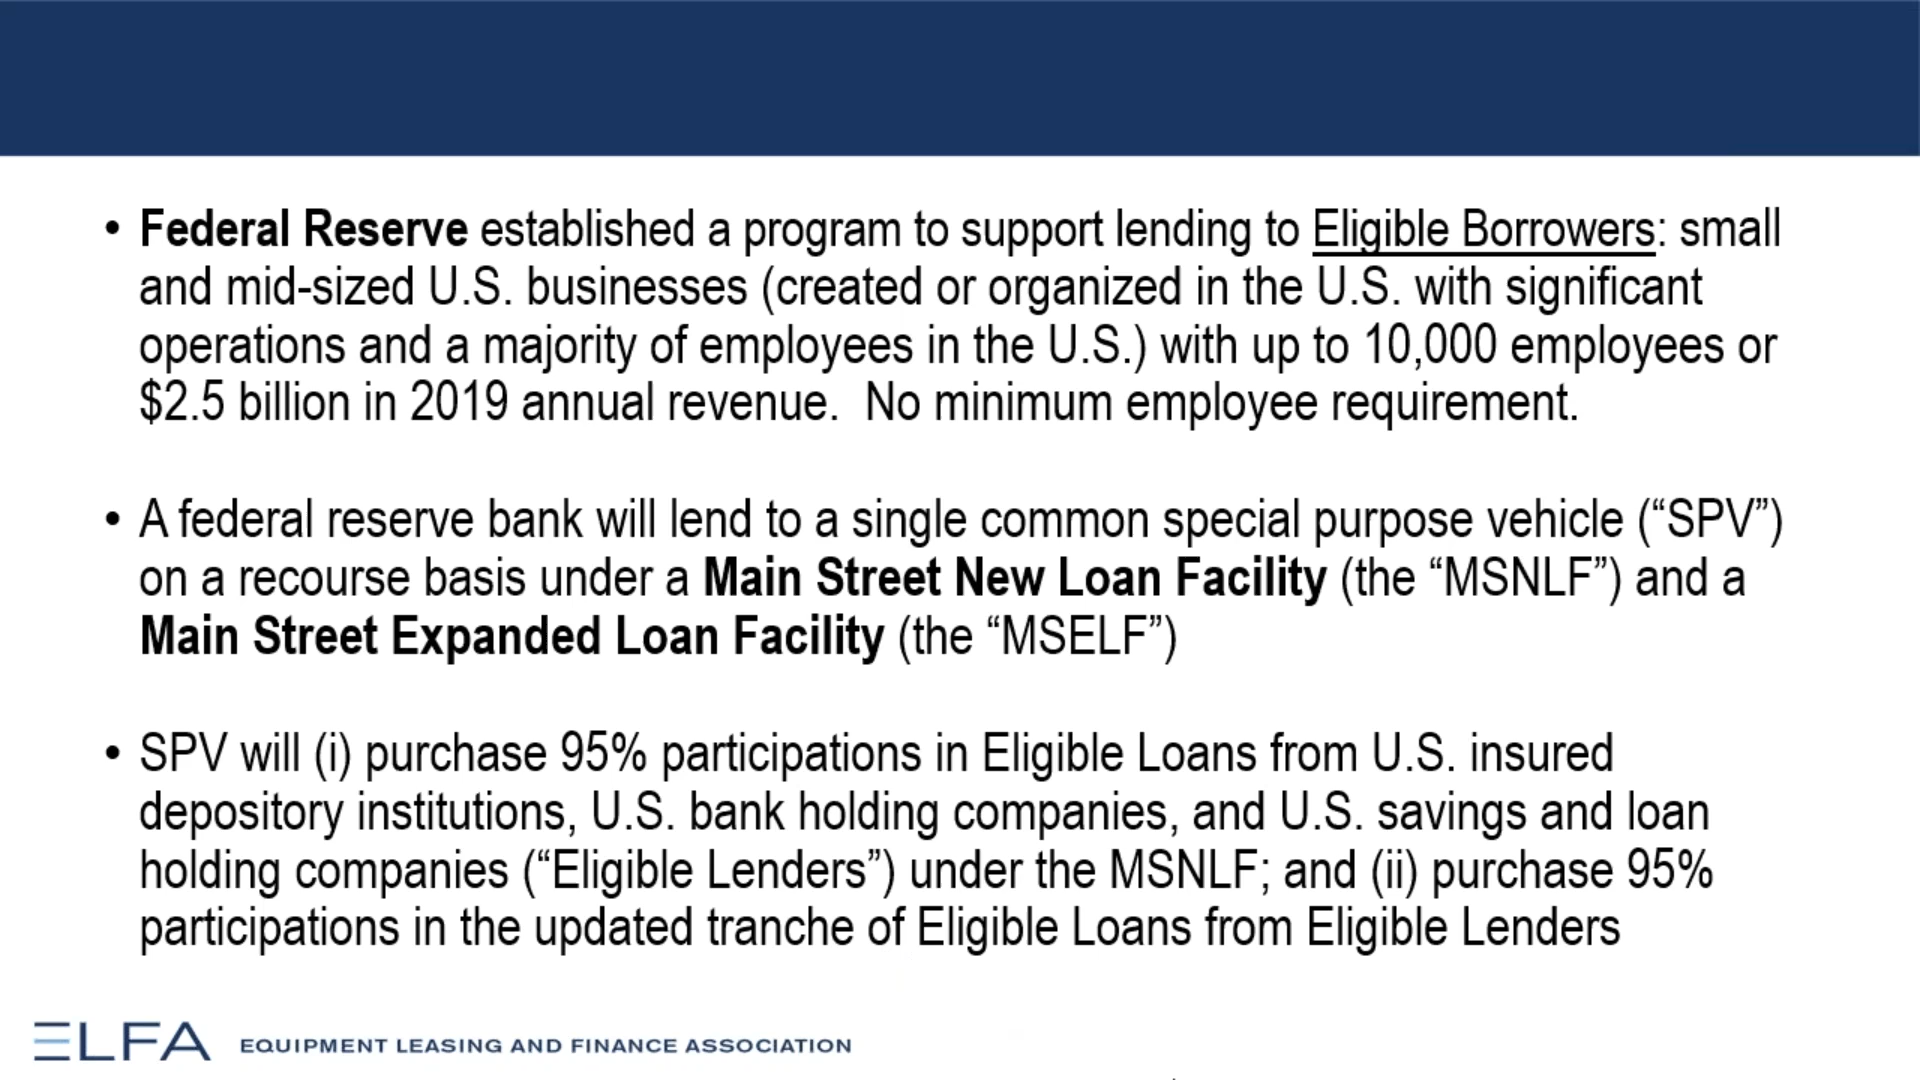 • Federal Reserve established a program to support lending to Eligible Borrowers: small
and mid-sized U.S. businesses (created or organized in the U.S. with significant
operations and a majority of employees in the U.S.) with up to 10,000 employees or
$2.5 billion in 2019 annual revenue.  No minimum employee requirement.
• A federal reserve bank will lend to a single common special purpose vehicle (“SPV”)
on a recourse basis under a Main Street New Loan Facility (the “MSNLF”) and a
Main Street Expanded Loan Facility (the “MSELF”)
• SPV will (i) purchase 95% participations in Eligible Loans from U.S. insured
depository institutions, U.S. bank holding companies, and U.S. savings and loan
holding companies (“Eligible Lenders”) under the MSNLF; and (ii) purchase 95%
participations in the updated tranche of Eligible Loans from Eligible Lenders
ELFA EQUIPMENT LEASING AND FINANCE ASSOCIATION